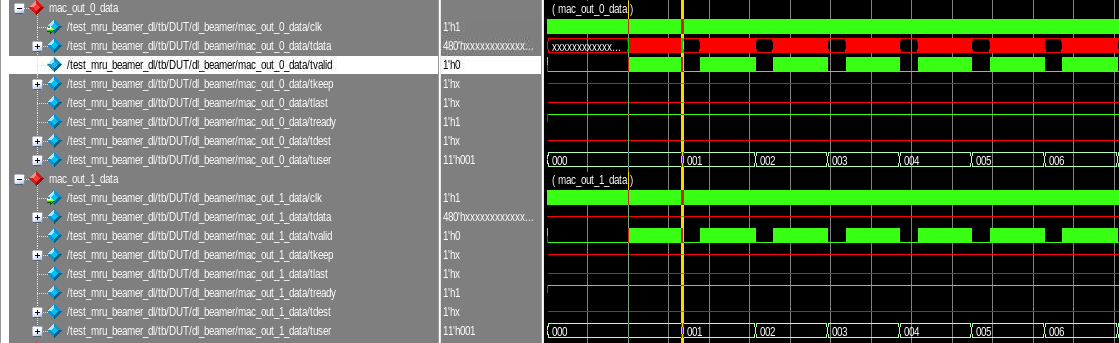 mac_out_0_data ( mac_out_0_data )
/test_mru_beamer_dl/tb/DUT/dl_beamer/mac_out_0_data/clk 1'h1
/test_mru_beamer_dl/tb/DUT/dl_beamer/mac_out_0_data/tdata 480'hxxxxxxxxxxxxx... xxxxxxxxxxxxx...
/test_mru_beamer_dl/tb/DUT/dl_beamer/mac_out_0_data/tvalid 1'h0
/test_mru_beamer_dl/tb/DUT/dl_beamer/mac_out_0_data/tkeep 1'hx
/test_mru_beamer_dl/tb/DUT/dl_beamer/mac_out_0_data/tlast 1'hx
/test_mru_beamer_dl/tb/DUT/dl_beamer/mac_out_0_data/tready 1'h1
/test_mru_beamer_dl/tb/DUT/dl_beamer/mac_out_0_data/tdest 1'hx
/test_mru_beamer_dl/tb/DUT/dl_beamer/mac_out_0_data/tuser 11'h001 000 001 002 003 004 005 006
mac_out_1_data ( mac_out_1_data )
/test_mru_beamer_dl/tb/DUT/dl_beamer/mac_out_1_data/clk 1'h1
/test_mru_beamer_dl/tb/DUT/dl_beamer/mac_out_1_data/tdata 480'hxxxxxxxxxxxxx...
/test_mru_beamer_dl/tb/DUT/dl_beamer/mac_out_1_data/tvalid 1'h0
/test_mru_beamer_dl/tb/DUT/dl_beamer/mac_out_1_data/tkeep 1'hx
/test_mru_beamer_dl/tb/DUT/dl_beamer/mac_out_1_data/tlast 1'hx
/test_mru_beamer_dl/tb/DUT/dl_beamer/mac_out_1_data/tready 1'h1
/test_mru_beamer_dl/tb/DUT/dl_beamer/mac_out_1_data/tdest 1'hx
/test_mru_beamer_dl/tb/DUT/dl_beamer/mac_out_1_data/tuser 11'h001 000 001 002 003 004 005 006